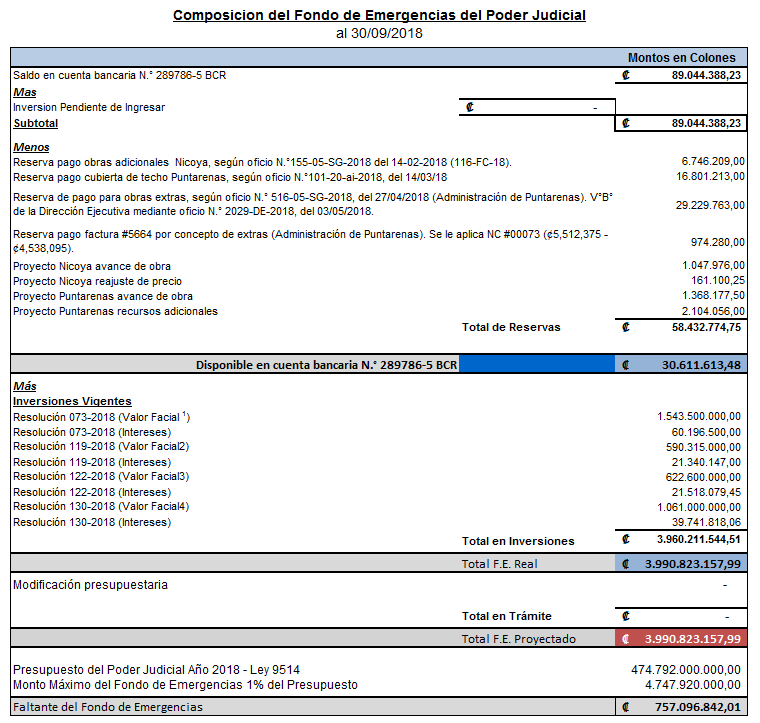 Composicion del Fondo de Emergencias del Poder Judicial
al 30/09/2018
Montos en Colones
Saldo en cuenta bancaria N.° 289786-5 BCR ₡ 89.044.388,23
Mas
Inversion Pendiente de Ingresar ₡ -
Subtotal ₡ 89.044.388,23
Menos
Reserva pago obras adicionales Nicoya, según oficio N.°155-05-SG-2018 del 14-02-2018 (116-FC-18). 6.746.209,00
Reserva pago cubierta de techo Puntarenas, según oficio N.°101-20-ai-2018, del 14/03/18 16.801.213,00
Reserva de pago para obras extras, según oficio N.° 516-05-SG-2018, del 27/04/2018 (Administración de Puntarenas). V°B°
de la Dirección Ejecutiva mediante oficio N.° 2029-DE-2018, del 03/05/2018. 29.229.763,00
Reserva pago factura #5664 por concepto de extras (Administración de Puntarenas). Se le aplica NC #00073 (¢5,512,375 -
¢4,538,095). 974.280,00
Proyecto Nicoya avance de obra 1.047.976,00
Proyecto Nicoya reajuste de precio 161.100,25
Proyecto Puntarenas avance de obra 1.368.177,50
Proyecto Puntarenas recursos adicionales 2.104.056,00
Total de Reservas ₡ 58.432.774,75
Disponible en cuenta bancaria N.° 289786-5 BCR ₡ 30.611.613,48
Más
Inversiones Vigentes
Resolución 073-2018 (Valor Facial ¹) 1.543.500.000,00
Resolución 073-2018 (Intereses) 60.196.500,00
Resolución 119-2018 (Valor Facial2) 590.315.000,00
Resolución 119-2018 (Intereses) 21.340.147,00
Resolución 122-2018 (Valor Facial3) 622.600.000,00
Resolución 122-2018 (Intereses) 21.518.079,45
Resolución 130-2018 (Valor Facial4) 1.061.000.000,00
Resolución 130-2018 (Intereses) 39.741.818,06
Total en Inversiones ₡ 3.960.211.544,51
Total F.E. Real ₡ 3.990.823.157,99
Modificación presupuestaria -
Total en Trámite ₡ -
Total F.E. Proyectado ₡ 3.990.823.157,99
Presupuesto del Poder Judicial Año 2018 - Ley 9514 474.792.000.000,00
Monto Máximo del Fondo de Emergencias 1% del Presupuesto 4.747.920.000,00
Faltante del Fondo de Emergencias ₡ 757.096.842,01